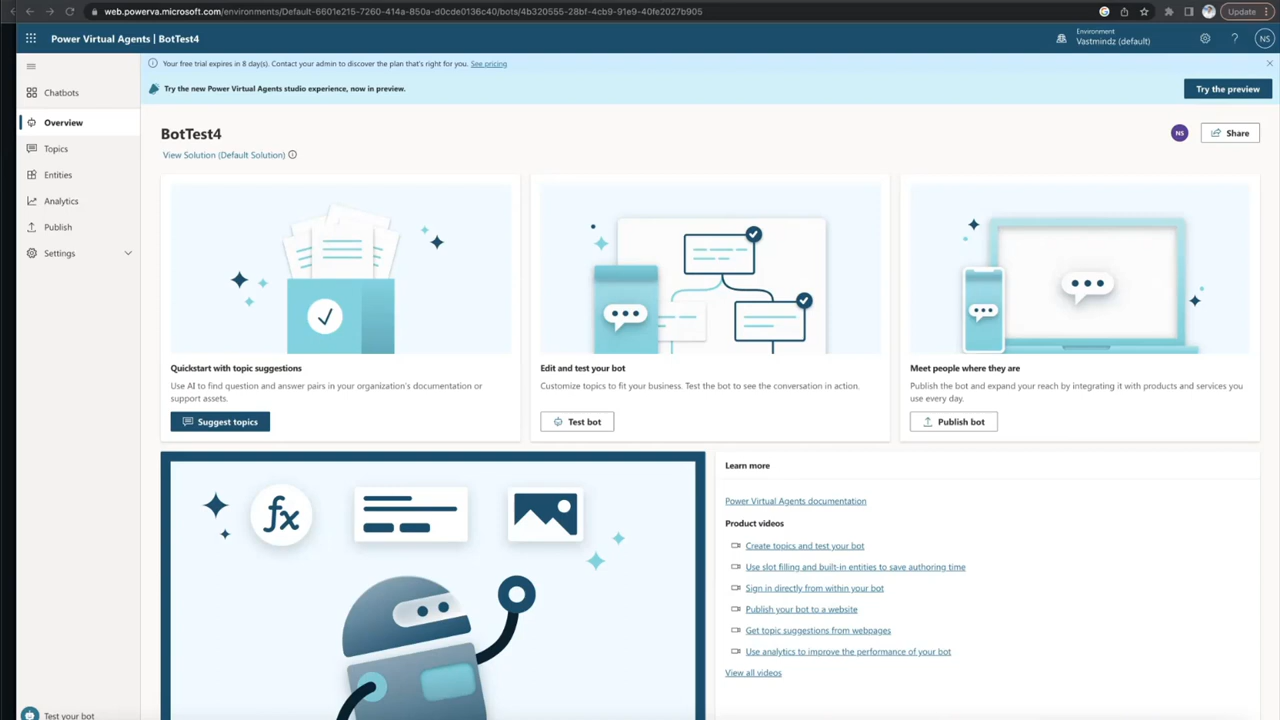 web.powerva.microsoft.com/environments/Default-6601e215-7260-414a-850a-d0cde0136c40/bots/4b320555-28bf-4cb9-91e9-40fe2027b905
Update
Power Virtual Agents | BotTest4
Environment
Vastmindz (default)
NS
Your free trial expires in 8 day(s). Contact your admin to discover the plan that's right for you. See pricing
Try the new Power Virtual Agents studio experience, now in preview.
Try the preview
Chatbots
Overview
Topics
Entities
Analytics
Publish
Settings
Test your bot
BotTest4
NS
Share
View Solution (Default Solution)
Quickstart with topic suggestions
Use AI to find question and answer pairs in your organization's documentation or
support assets.
Suggest topics
Edit and test your bot
Customize topics to fit your business. Test the bot to see the conversation in action.
Test bot
Meet people where they are
Publish the bot and expand your reach by integrating it with products and services you
use every day.
Publish bot
fx
Learn more
Power Virtual Agents documentation
Product videos
Create topics and test your bot
Use slot filling and built-in entities to save authoring time
Sign in directly from within your bot
Publish your bot to a website
Get topic suggestions from webpages
Use analytics to improve the performance of your bot
View all videos